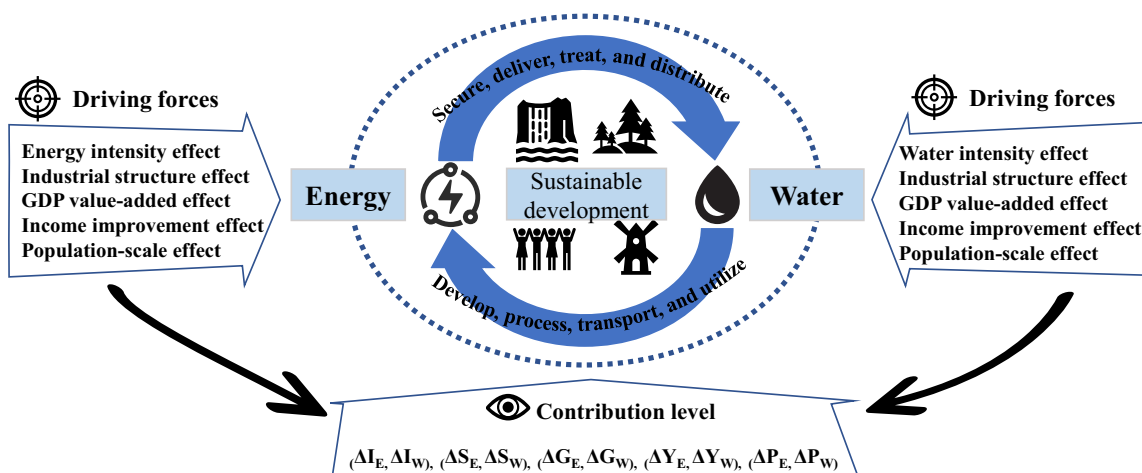 Secure, deliver, treat, and distribute
Driving forces
Energy intensity effect
Industrial structure effect
GDP value-added effect
Income improvement effect
Population-scale effect
Energy
Sustainable
development
Water
Driving forces
Water intensity effect
Industrial structure effect
GDP value-added effect
Income improvement effect
Population-scale effect
Develop, process, transport, and utilize
Contribution level
(ΔI_E, ΔI_W), (ΔS_E, ΔS_W), (ΔG_E, ΔG_W), (ΔY_E, ΔY_W), (ΔP_E, ΔP_W)